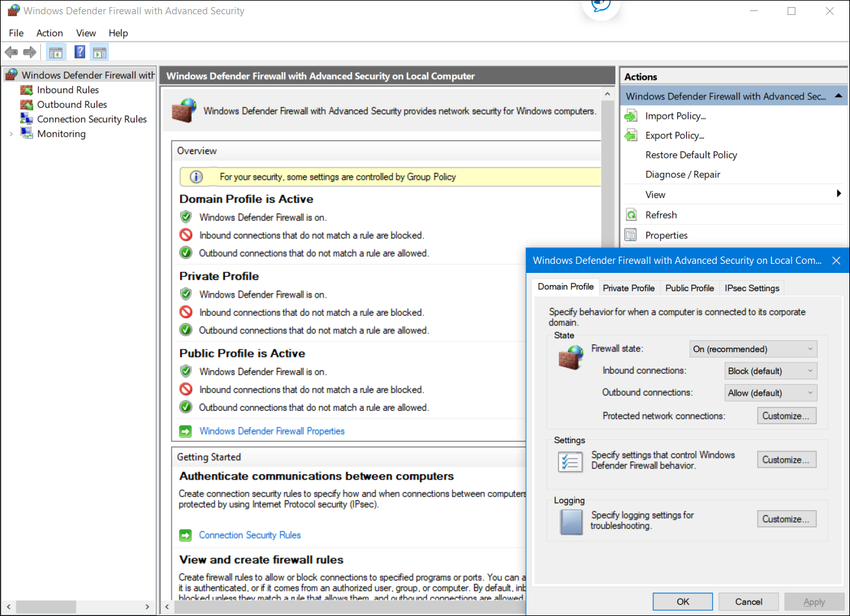 Windows Defender Firewall with Advanced Security
File Action View Help
Windows Defender Firewall with
Inbound Rules
Outbound Rules
Connection Security Rules
Monitoring
Windows Defender Firewall with Advanced Security on Local Computer
Windows Defender Firewall with Advanced Security provides network security for Windows computers.
Overview
For your security, some settings are controlled by Group Policy
Domain Profile is Active
Windows Defender Firewall is on.
Inbound connections that do not match a rule are blocked.
Outbound connections that do not match a rule are allowed.
Private Profile
Windows Defender Firewall is on.
Inbound connections that do not match a rule are blocked.
Outbound connections that do not match a rule are allowed.
Public Profile is Active
Windows Defender Firewall is on.
Inbound connections that do not match a rule are blocked.
Outbound connections that do not match a rule are allowed.
Windows Defender Firewall Properties
Getting Started
Authenticate communications between computers
Create connection security rules to specify how and when connections between computers
protected by using Internet Protocol security (IPsec).
Connection Security Rules
View and create firewall rules
Create firewall rules to allow or block connections to specified programs or ports. You can a
it is authenticated, or if it comes from an authorized user, group, or computer. By default, inb
blocked unless they match a rule that allows them, and outbound connections are allowed
Actions
Windows Defender Firewall with Advanced Sec...
Import Policy...
Export Policy...
Restore Default Policy
Diagnose / Repair
View
Refresh
Properties
Windows Defender Firewall with Advanced Security on Local Com...
Domain Profile Private Profile Public Profile IPsec Settings
Specify behavior for when a computer is connected to its corporate
domain.
State
Firewall state: On (recommended)
Inbound connections: Block (default)
Outbound connections: Allow (default)
Protected network connections: Customize...
Settings
Specify settings that control Windows
Defender Firewall behavior.
Customize...
Logging
Specify logging settings for
troubleshooting.
Customize...
OK Cancel Apply